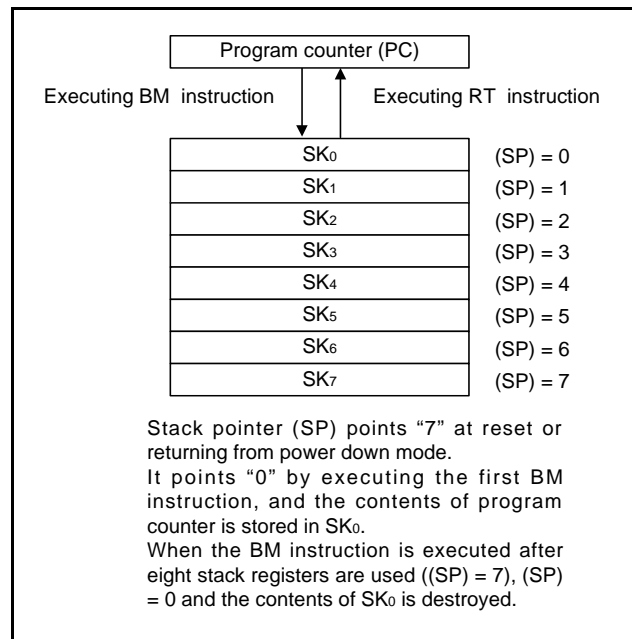 Program counter (PC)
Executing BM instruction
Executing RT instruction
SK0
(SP) = 0
SK1
(SP) = 1
SK2
(SP) = 2
SK3
(SP) = 3
SK4
(SP) = 4
SK5
(SP) = 5
SK6
(SP) = 6
SK7
(SP) = 7
Stack pointer (SP) points “7” at reset or
returning from power down mode.
It points “0” by executing the first BM
instruction, and the contents of program
counter is stored in SK0.
When the BM instruction is executed after
eight stack registers are used ((SP) = 7), (SP)
= 0 and the contents of SK0 is destroyed.